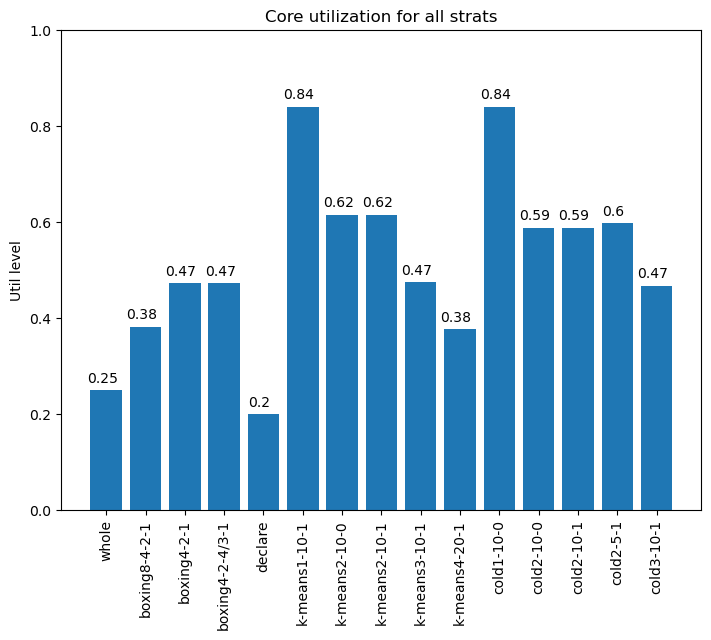 Core utilization for all strats
Util level
1.0
0.8
0.6
0.4
0.2
0.0
0.25
0.38
0.47
0.47
0.2
0.84
0.62
0.62
0.47
0.38
0.84
0.59
0.59
0.6
0.47
whole
boxing8-4-2-1
boxing4-2-1
boxing4-2-4/3-1
declare
k-means1-10-1
k-means2-10-0
k-means2-10-1
k-means3-10-1
k-means4-20-1
cold1-10-0
cold2-10-0
cold2-10-1
cold2-5-1
cold3-10-1